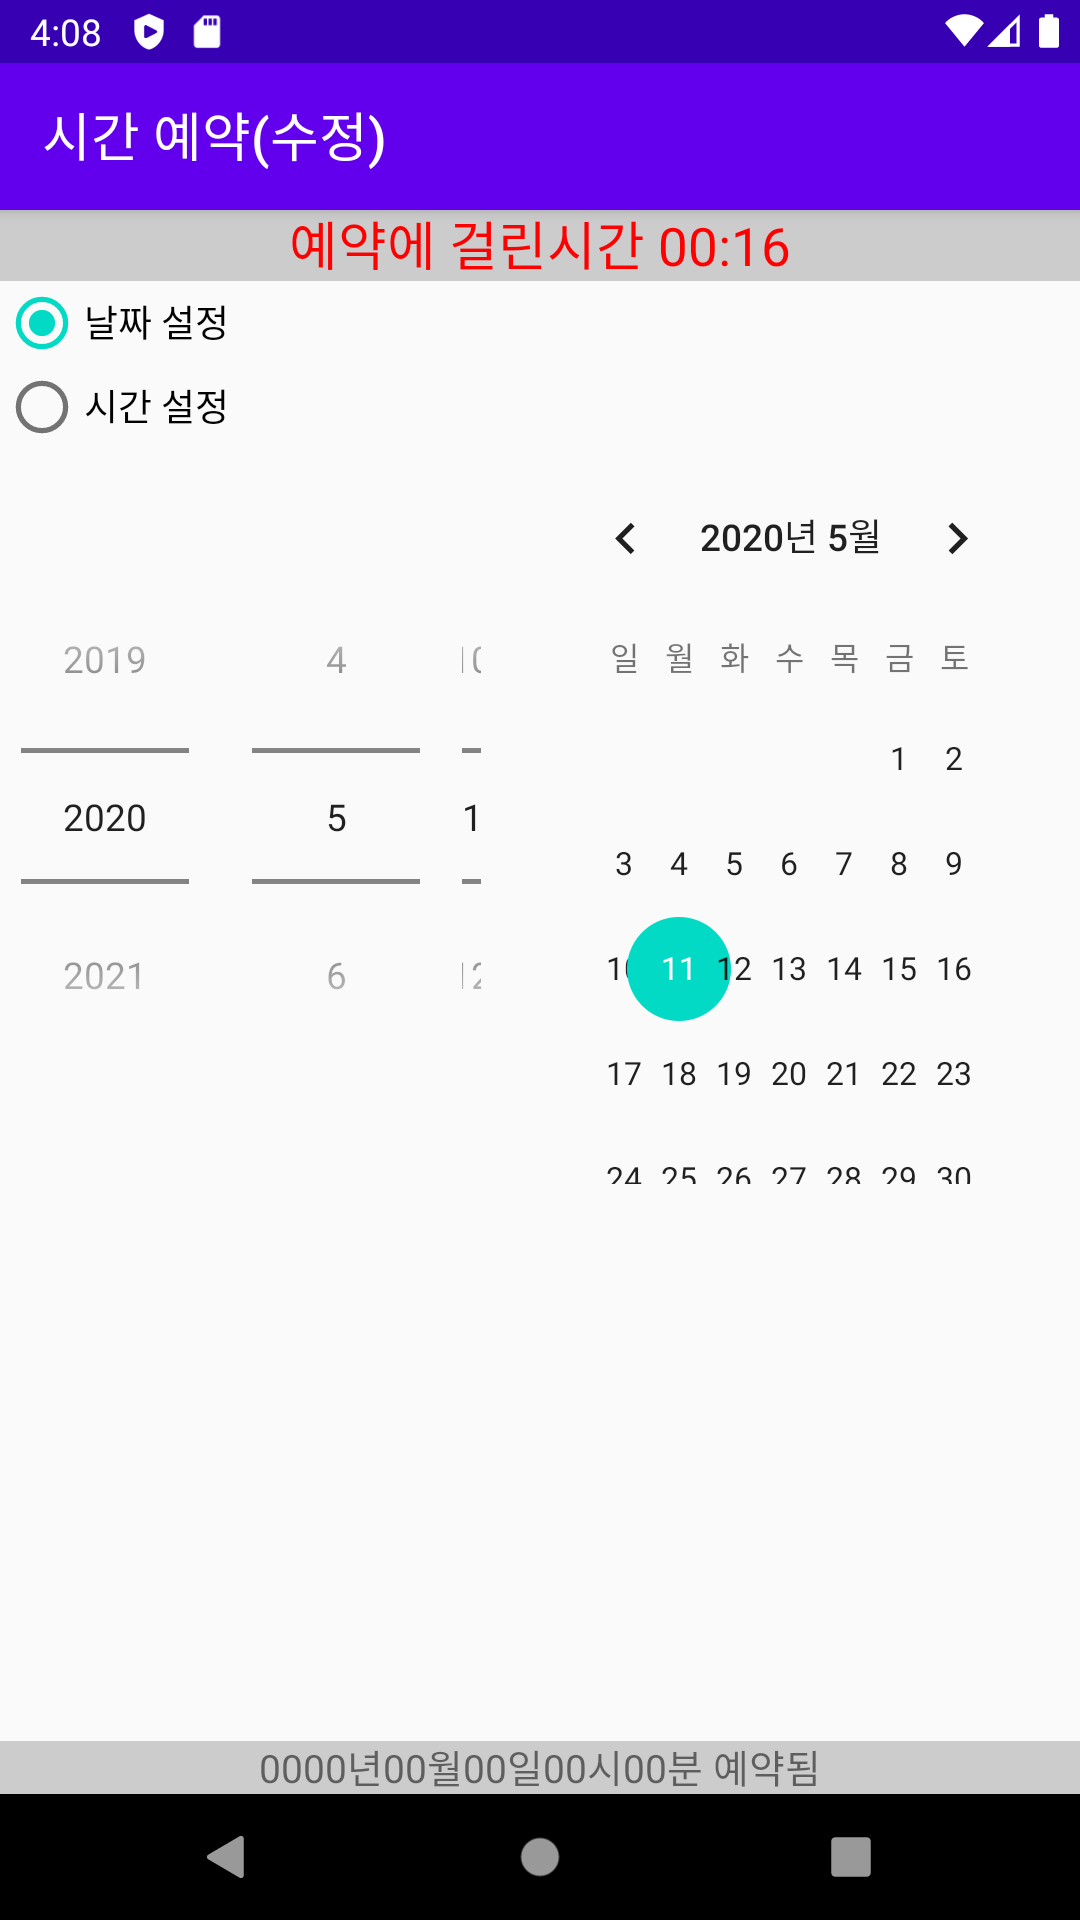 4:08
시간 예약(수정)
예약에 걸린시간 00:16
날짜 설정
시간 설정
2020년 5월
일 월 화 수 목 금 토
1 2
3 4 5 6 7 8 9
10 11 12 13 14 15 16
17 18 19 20 21 22 23
24 25 26 27 28 29 30
2019 4
2020 5 1
2021 6
0000년00월00일00시00분 예약됨